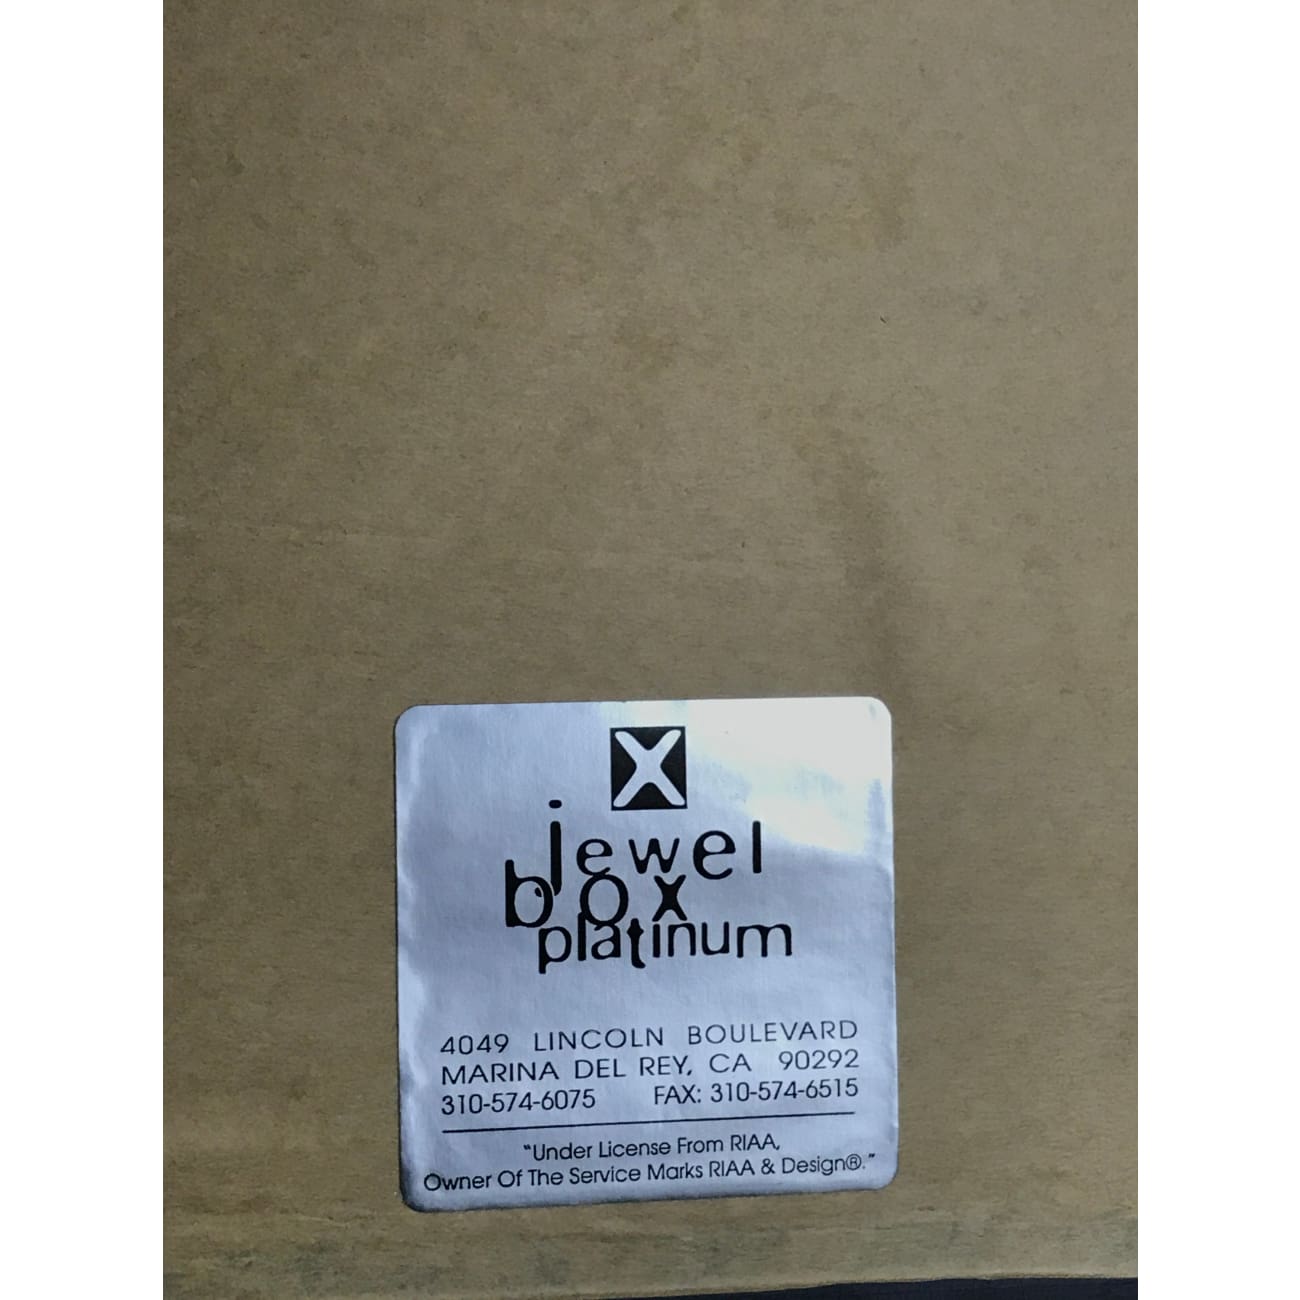 X
jewel
box
platinum
4049 LINCOLN BOULEVARD
MARINA DEL REY, CA 90292
310-574-6075 FAX: 310-574-6515
"Under License From RIAA,
Owner Of The Service Marks RIAA & Design®."